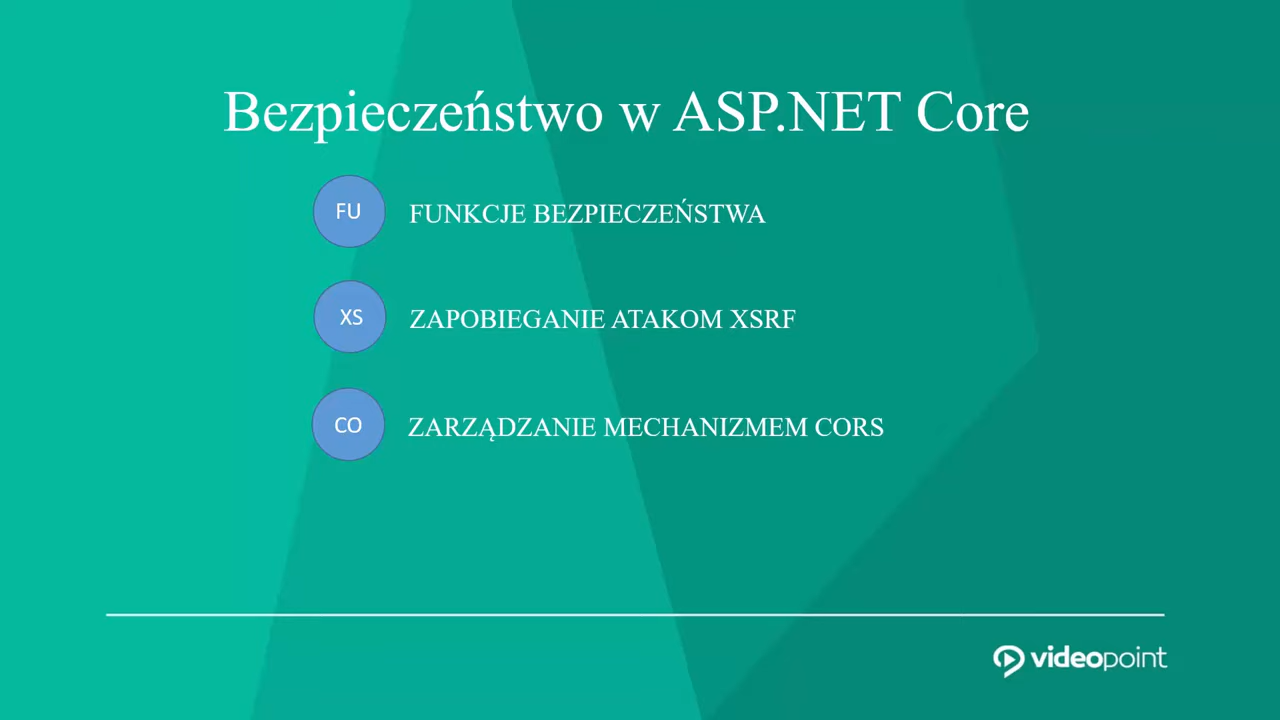 Bezpieczeństwo w ASP.NET Core
FU FUNKCJE BEZPIECZEŃSTWA
XS ZAPOBIEGANIE ATAKOM XSRF
CO ZARZĄDZANIE MECHANIZMEM CORS
videopoint